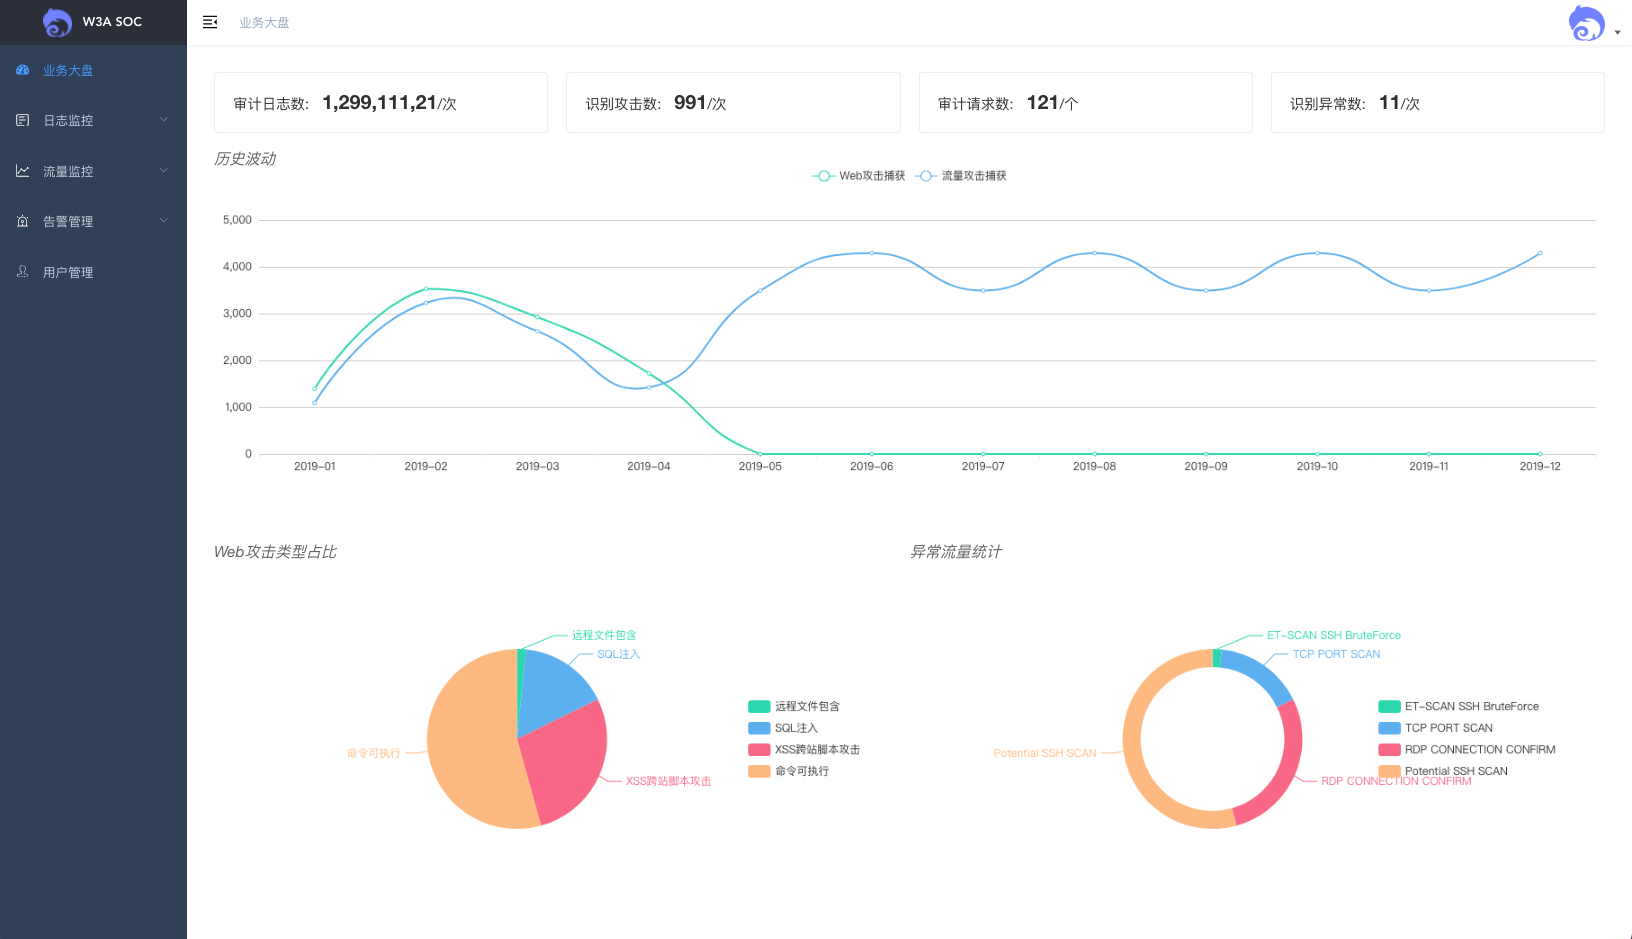 W3A SOC
业务大盘
业务大盘
日志监控
流量监控
告警管理
用户管理
审计日志数: 1,299,111,21/次
识别攻击数: 991/次
审计请求数: 121/个
识别异常数: 11/次
历史波动
Web攻击捕获
流量攻击捕获
5,000
4,000
3,000
2,000
1,000
0
2019-01
2019-02
2019-03
2019-04
2019-05
2019-06
2019-07
2019-08
2019-09
2019-10
2019-11
2019-12
Web攻击类型占比
远程文件包含
SQL注入
命令可执行
XSS跨站脚本攻击
远程文件包含
SQL注入
XSS跨站脚本攻击
命令可执行
异常流量统计
ET-SCAN SSH BruteForce
TCP PORT SCAN
Potential SSH SCAN
RDP CONNECTION CONFIRM
ET-SCAN SSH BruteForce
TCP PORT SCAN
RDP CONNECTION CONFIRM
Potential SSH SCAN